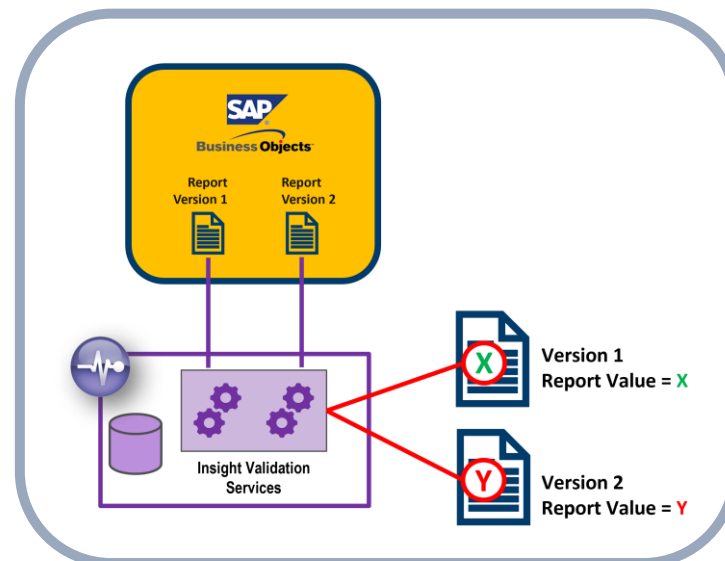 SAP
Business Objects
Report
Version 1
Report
Version 2
X
Version 1
Report Value = X
Insight Validation
Services
Y
Version 2
Report Value = Y